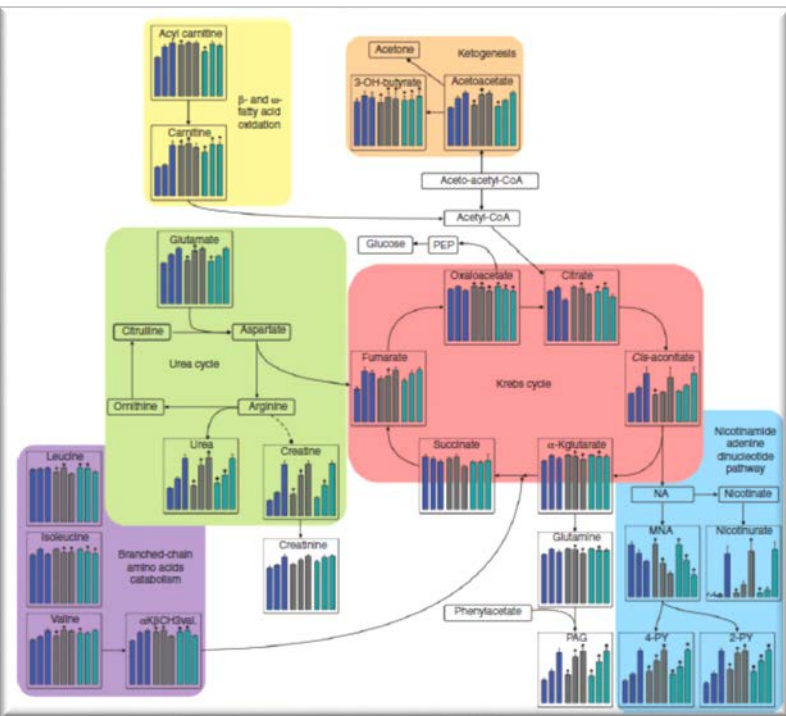 Acyl carnitine
β- and ω-
fatty acid
oxidation
Carnitine
Ketogenesis
Acetone
3-OH-butyrate
Acetoacetate
Aceto-acetyl-CoA
Acetyl-CoA
Glucose
PEP
Glutamate
Citrulline
Aspartate
Urea cycle
Ornithine
Arginine
Urea
Creatine
Creatinine
Oxaloacetate
Citrate
Fumarate
Krebs cycle
Cis-aconitate
Succinate
α-Kglutarate
Glutamine
Phenylacetate
PAG
Nicotinamide
adenine
dinucleotide
pathway
NA
Nicotinate
MNA
Nicotinurate
4-PY
2-PY
Leucine
Isoleucine
Branched-chain
amino acids
catabolism
Valine
αKβCH3val.